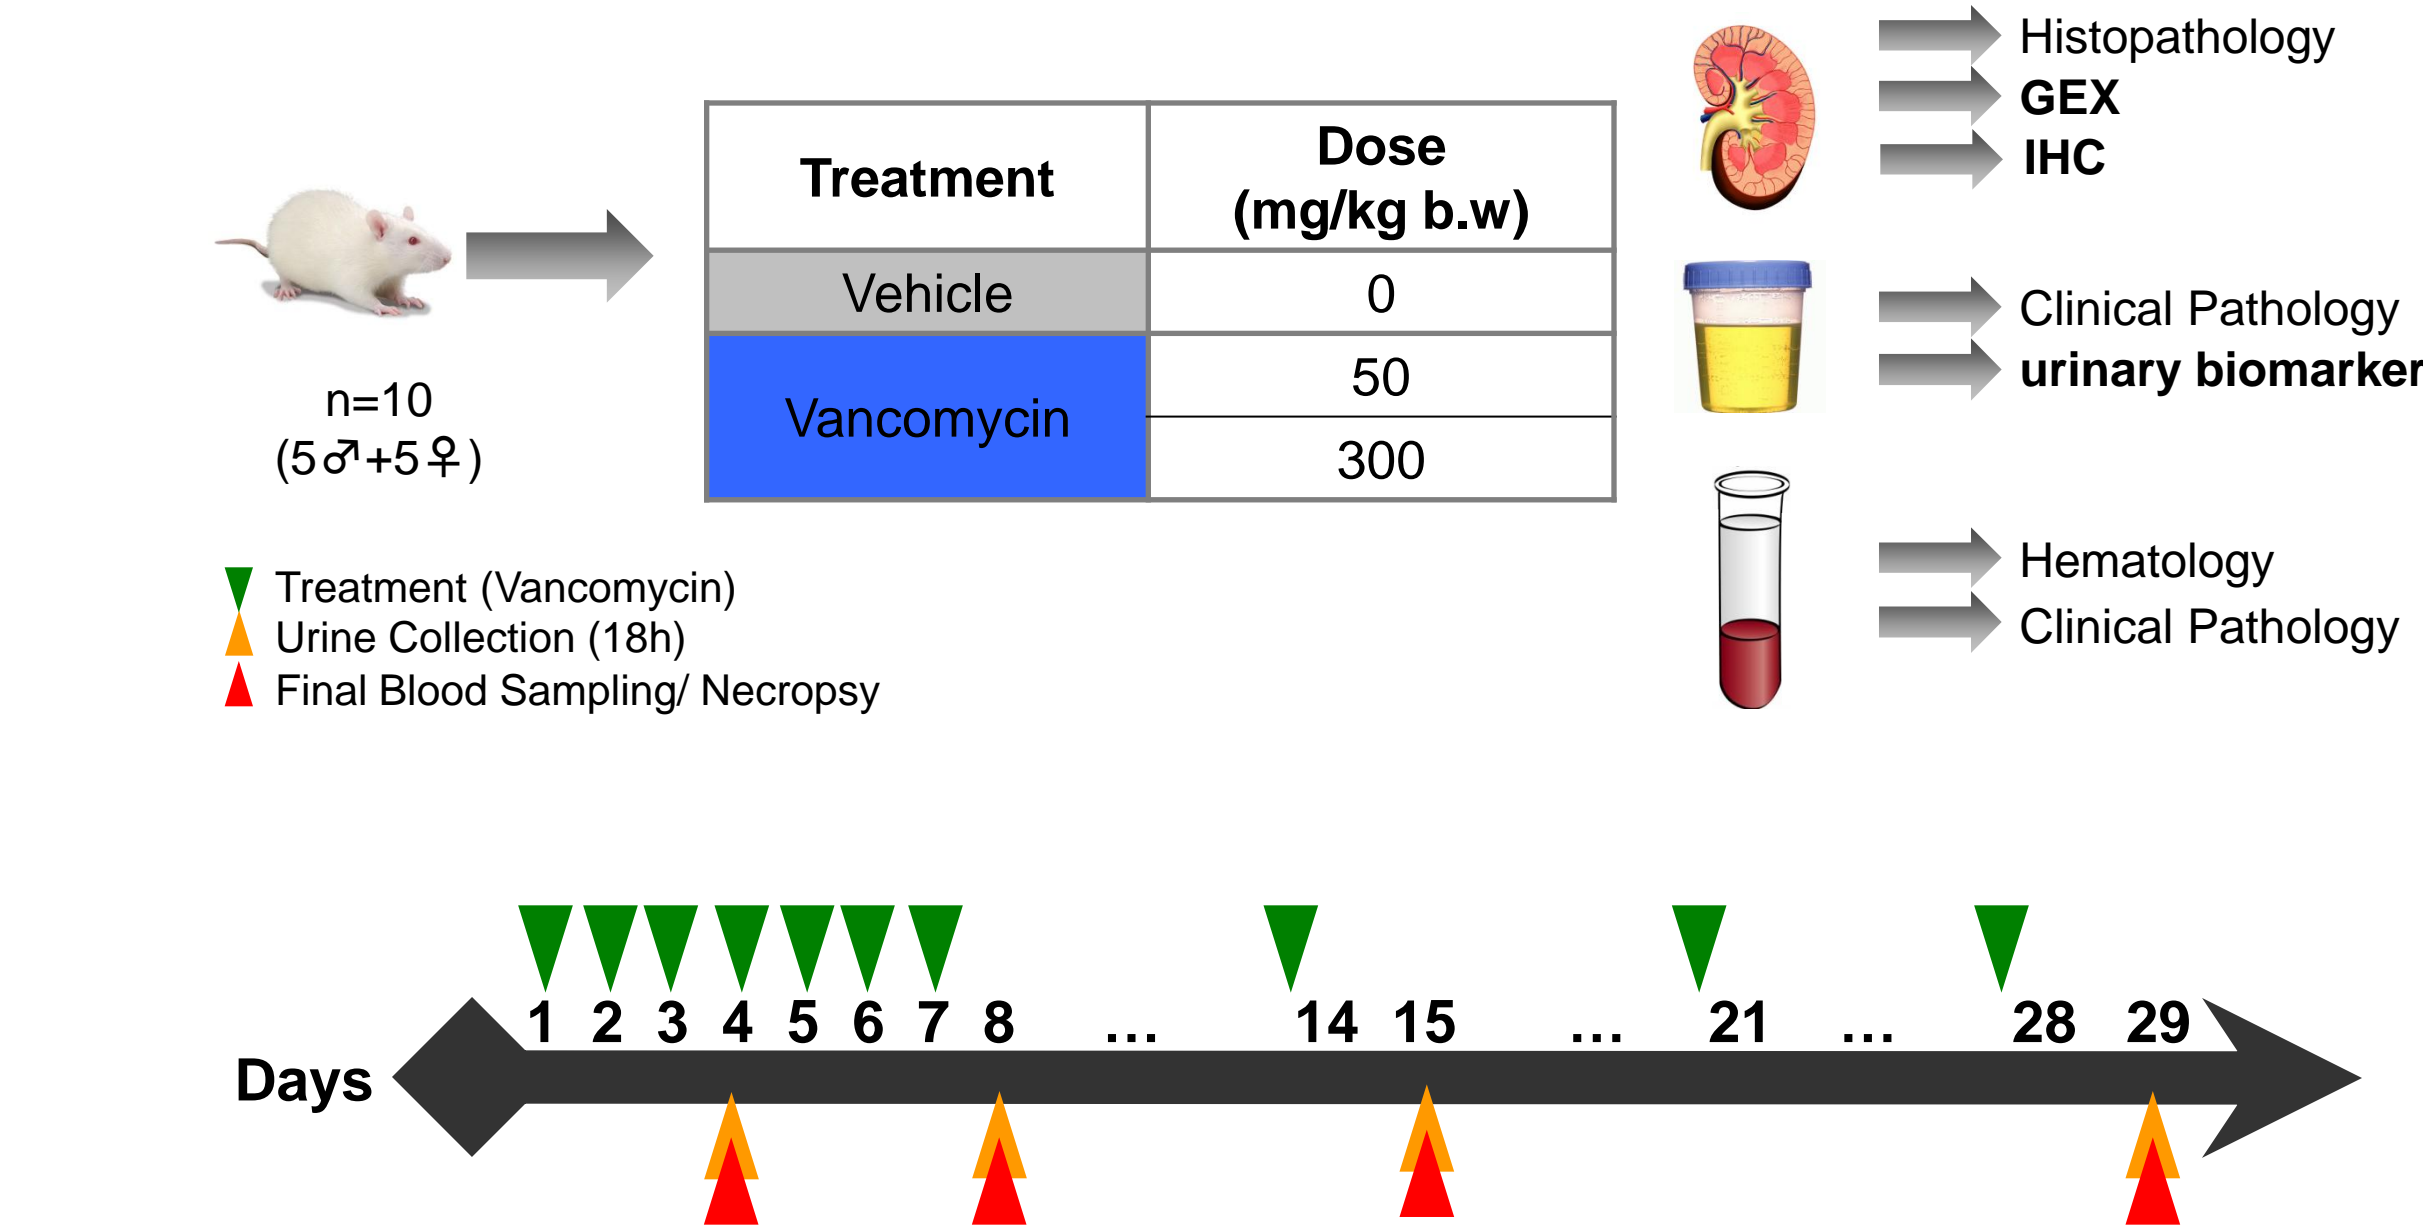 Treatment
Dose
(mg/kg b.w)
Vehicle
0
Vancomycin
50
300
n=10
(5♂+5♀)
Histopathology
GEX
IHC
Clinical Pathology
urinary biomarker
Hematology
Clinical Pathology
Treatment (Vancomycin)
Urine Collection (18h)
Final Blood Sampling/ Necropsy
1 2 3 4 5 6 7 8 ... 14 15 ... 21 ... 28 29
Days